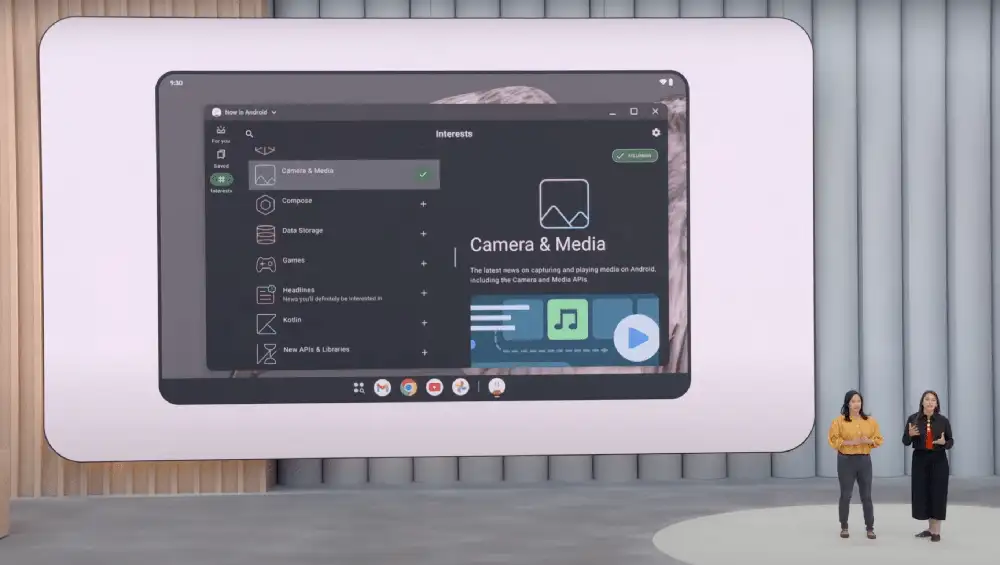 9:30
Now in Android
For you
Saved
Interests
Interests
FOLLOWING
Camera & Media
Compose
Data Storage
Games
Headlines
News you'll definitely be interested in
Kotlin
New APIs & Libraries
Camera & Media
The latest news on capturing and playing media on Android,
including the Camera and Media APIs.